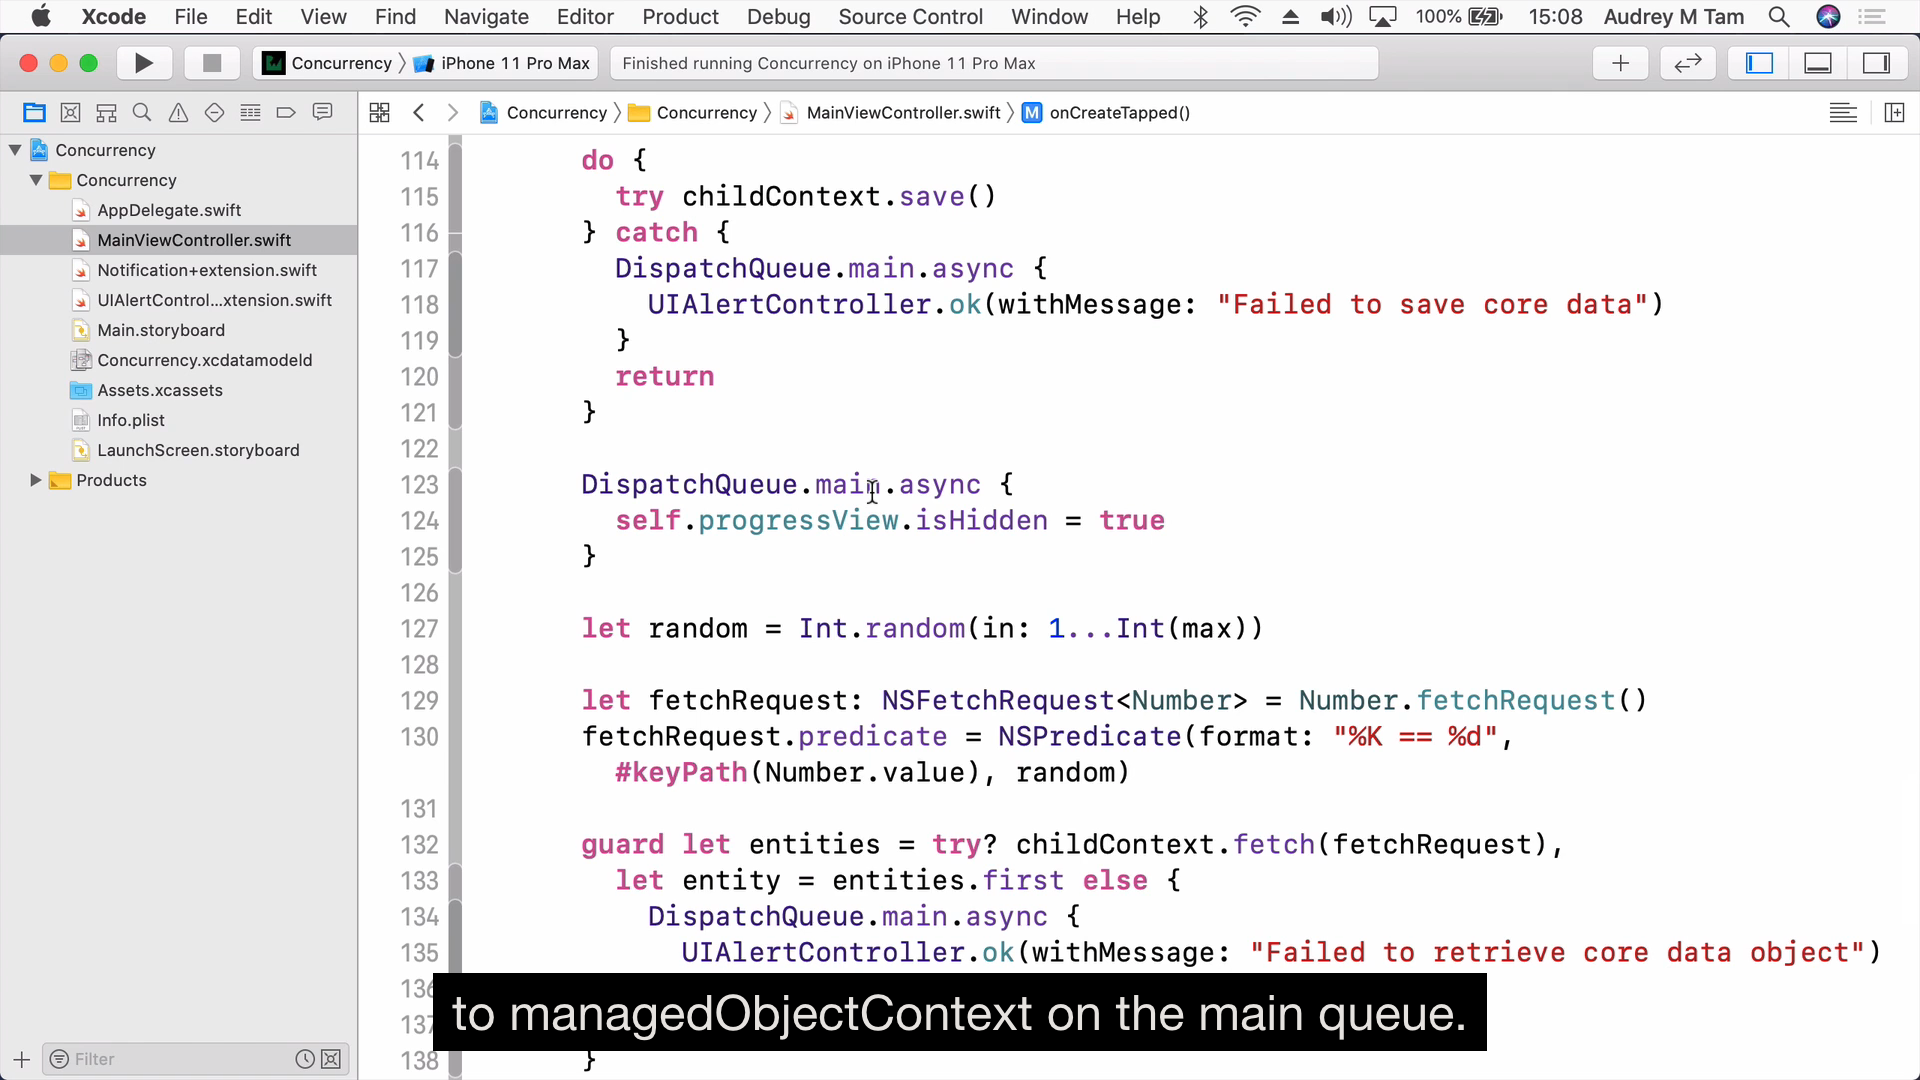 Xcode File Edit View Find Navigate Editor Product Debug Source Control Window Help 100% 15:08 Audrey M Tam
Concurrency iPhone 11 Pro Max Finished running Concurrency on iPhone 11 Pro Max
Concurrency Concurrency MainViewController.swift M onCreateTapped()
Concurrency
Concurrency
AppDelegate.swift
MainViewController.swift
Notification+extension.swift
UIAlertControl...xtension.swift
Main.storyboard
Concurrency.xcdatamodeld
Assets.xcassets
Info.plist
LaunchScreen.storyboard
Products
Filter
114 do {
115 try childContext.save()
116 } catch {
117 DispatchQueue.main.async {
118 UIAlertController.ok(withMessage: "Failed to save core data")
119 }
120 return
121 }
122
123 DispatchQueue.main.async {
124 self.progressView.isHidden = true
125 }
126
127 let random = Int.random(in: 1...Int(max))
128
129 let fetchRequest: NSFetchRequest<Number> = Number.fetchRequest()
130 fetchRequest.predicate = NSPredicate(format: "%K == %d",
#keyPath(Number.value), random)
131
132 guard let entities = try? childContext.fetch(fetchRequest),
133 let entity = entities.first else {
134 DispatchQueue.main.async {
135 UIAlertController.ok(withMessage: "Failed to retrieve core data object")
to managedObjectContext on the main queue.
138 }